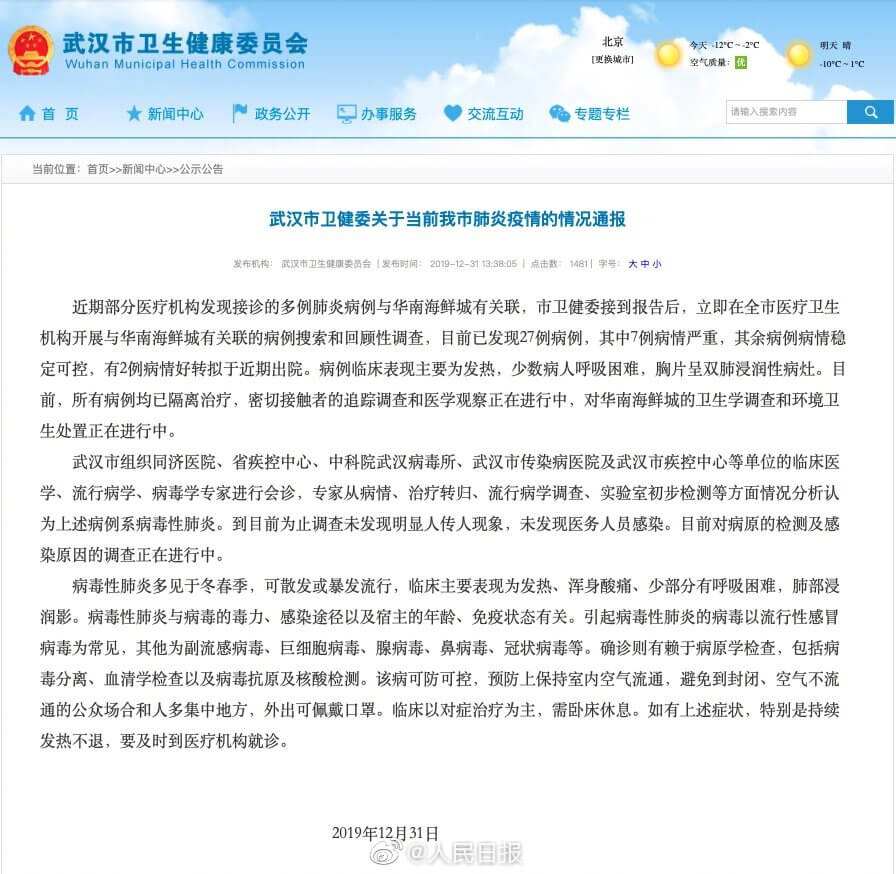 武汉市卫生健康委员会
Wuhan Municipal Health Commission
北京
[更换城市]
今天 -12℃ ~ -2℃
空气质量：优
明天 晴
-10℃ ~ 1℃
首 页 新闻中心 政务公开 办事服务 交流互动 专题专栏
请输入搜索内容
当前位置：首页>>新闻中心>>公示公告
武汉市卫健委关于当前我市肺炎疫情的情况通报
发布机构： 武汉市卫生健康委员会 | 发布时间： 2019-12-31 13:38:05 | 点击数： 1481 | 字号： 大 中 小
近期部分医疗机构发现接诊的多例肺炎病例与华南海鲜城有关联，市卫健委接到报告后，立即在全市医疗卫生
机构开展与华南海鲜城有关联的病例搜索和回顾性调查，目前已发现27例病例，其中7例病情严重，其余病例病情稳
定可控，有2例病情好转拟于近期出院。病例临床表现主要为发热，少数病人呼吸困难，胸片呈双肺浸润性病灶。目
前，所有病例均已隔离治疗，密切接触者的追踪调查和医学观察正在进行中，对华南海鲜城的卫生学调查和环境卫
生处置正在进行中。
武汉市组织同济医院、省疾控中心、中科院武汉病毒所、武汉市传染病医院及武汉市疾控中心等单位的临床医
学、流行病学、病毒学专家进行会诊，专家从病情、治疗转归、流行病学调查、实验室初步检测等方面情况分析认
为上述病例系病毒性肺炎。到目前为止调查未发现明显人传人现象，未发现医务人员感染。目前对病原的检测及感
染原因的调查正在进行中。
病毒性肺炎多见于冬春季，可散发或暴发流行，临床主要表现为发热、浑身酸痛、少部分有呼吸困难，肺部浸
润影。病毒性肺炎与病毒的毒力、感染途径以及宿主的年龄、免疫状态有关。引起病毒性肺炎的病毒以流行性感冒
病毒为常见，其他为副流感病毒、巨细胞病毒、腺病毒、鼻病毒、冠状病毒等。确诊则有赖于病原学检查，包括病
毒分离、血清学检查以及病毒抗原及核酸检测。该病可防可控，预防上保持室内空气流通，避免到封闭、空气不流
通的公众场合和人多集中地方，外出可佩戴口罩。临床以对症治疗为主，需卧床休息。如有上述症状，特别是持续
发热不退，要及时到医疗机构就诊。
2019年12月31日
@人民日报